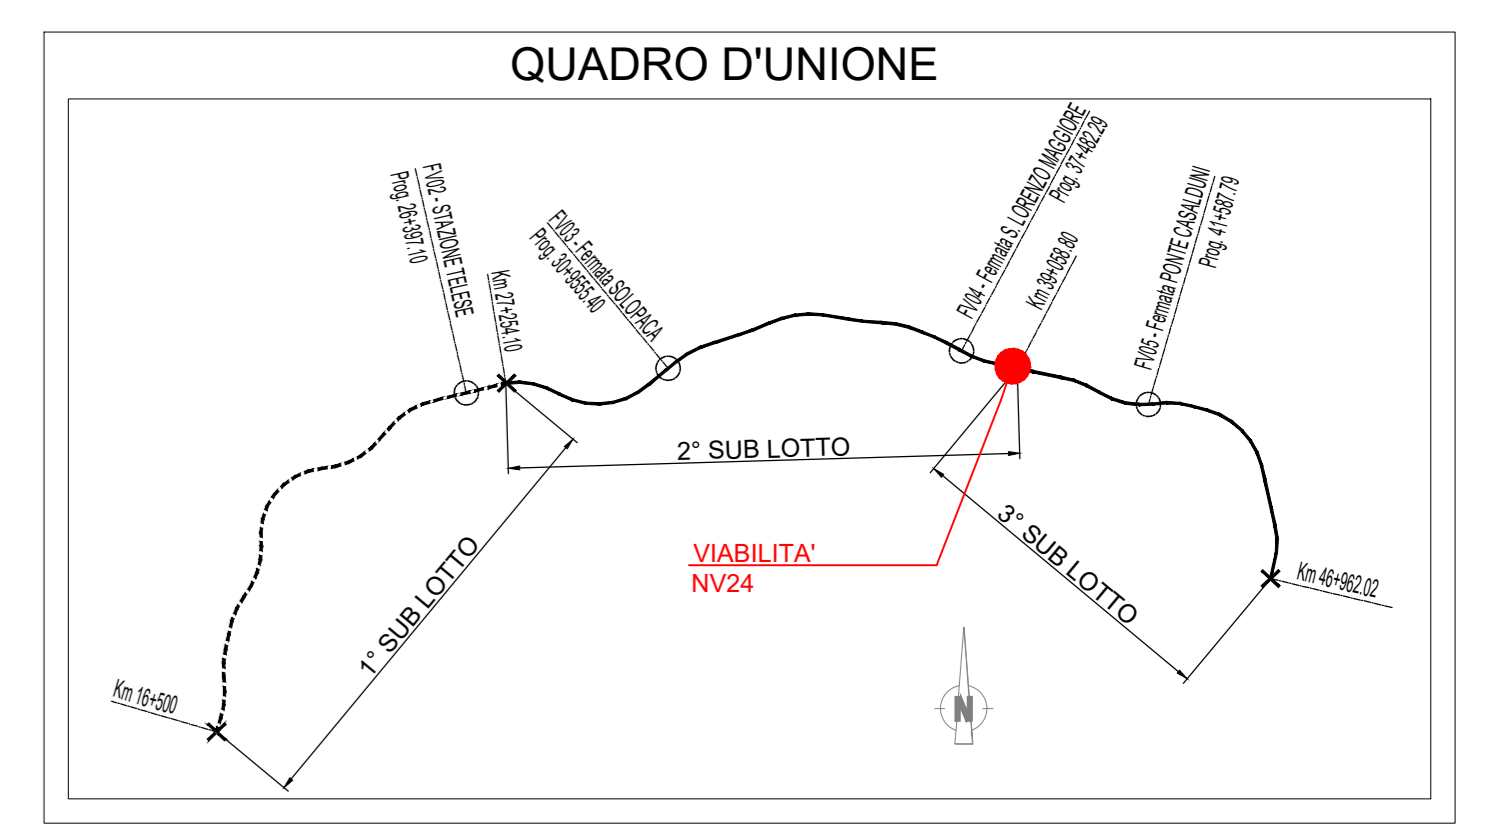 QUADRO D'UNIONE
FV02 - STAZIONE TELESE
Prog. 26+397.10
Km 27+254.10
FV03 - Fermata SOLOPACA
Prog. 30+9555.40
FV04 - Fermata S. LORENZO MAGGIORE
Prog. 37+482.29
Km 39+058.80
FV05 - Fermata PONTE CASALDUNI
Prog. 41+587.79
2° SUB LOTTO
1° SUB LOTTO
3° SUB LOTTO
VIABILITA'
NV24
Km 46+962.02
Km 16+500
N